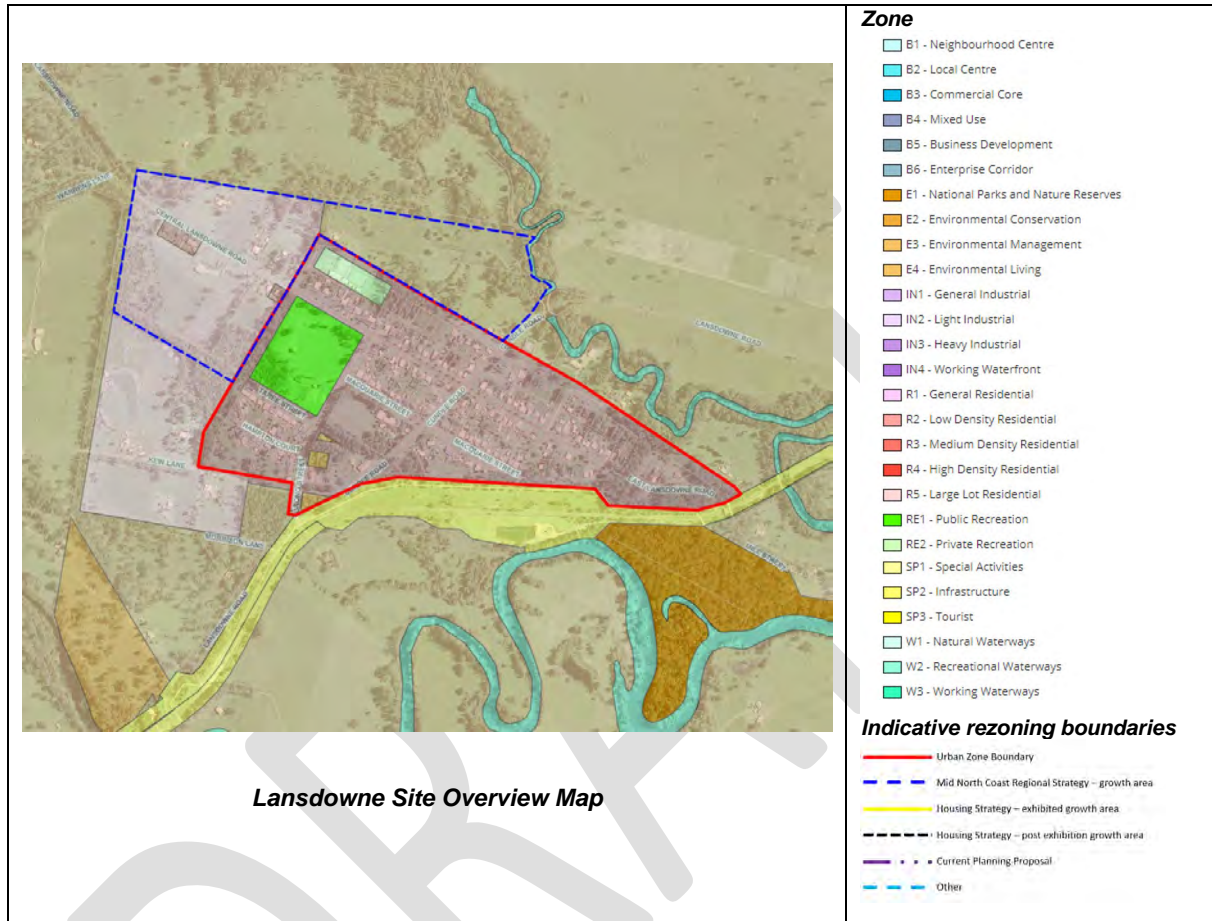 Zone
B1 - Neighbourhood Centre
B2 - Local Centre
B3 - Commercial Core
B4 - Mixed Use
B5 - Business Development
B6 - Enterprise Corridor
E1 - National Parks and Nature Reserves
E2 - Environmental Conservation
E3 - Environmental Management
E4 - Environmental Living
IN1 - General Industrial
IN2 - Light Industrial
IN3 - Heavy Industrial
IN4 - Working Waterfront
R1 - General Residential
R2 - Low Density Residential
R3 - Medium Density Residential
R4 - High Density Residential
R5 - Large Lot Residential
RE1 - Public Recreation
RE2 - Private Recreation
SP1 - Special Activities
SP2 - Infrastructure
SP3 - Tourist
W1 - Natural Waterways
W2 - Recreational Waterways
W3 - Working Waterways
Indicative rezoning boundaries
Urban Zone Boundary
Mid North Coast Regional Strategy – growth area
Housing Strategy – exhibited growth area
Housing Strategy – post exhibition growth area
Current Planning Proposal
Other
LANSDOWNE ROAD
CENTRAL LANSDOWNE ROAD
LANSDOWNE ROAD
MACQUARIE STREET
MACQUARIE STREET
HAMPTON COURT
KEW LANE
EAST LANSDOWNE ROAD
LANSDOWNE ROAD
Lansdowne Site Overview Map
DRAFT